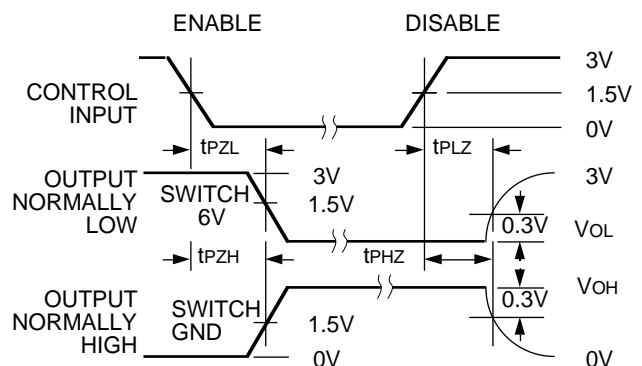 ENABLE DISABLE
3V
CONTROL INPUT 1.5V
0V
tPZL tPLZ
OUTPUT NORMALLY LOW
SWITCH 6V
3V 3V
1.5V
0.3V VOL
tPZH tPHZ
VOH
0.3V
OUTPUT NORMALLY HIGH
SWITCH GND
1.5V
0V 0V